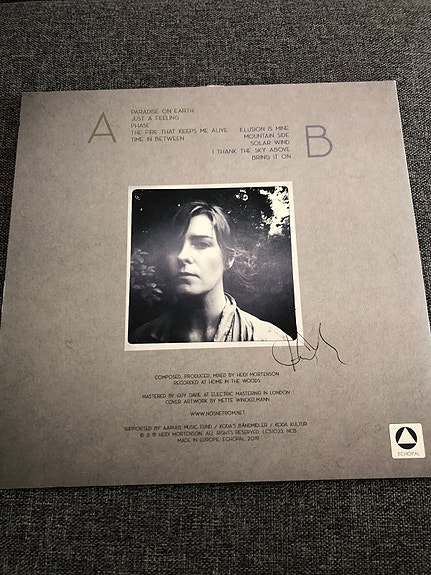 A
PARADISE ON EARTH
JUST A FEELING
PHASE
THE FIRE THAT KEEPS ME ALIVE
TIME IN BETWEEN
B
ILLUSION IS MINE
MOUNTAIN SIDE
SOLAR WIND
I THANK THE SKY ABOVE
BRING IT ON
COMPOSED, PRODUCED, MIXED BY HEIDI MORTENSON
RECORDED AT HOME IN THE WOODS
MASTERED BY GUY DAVIE AT ELECTRIC MASTERING IN LONDON
COVER ARTWORK BY METTE WINCKELMANN
SUPPORTED BY AARHUS MUSIC FUND / KODA'S BÅNDMIDLER / KODA KULTUR
HEIDI MORTENSON. ALL RIGHTS RESERVED. NCB.
MADE IN EUROPE. ECHOPAL. 2019
ECHOPAL